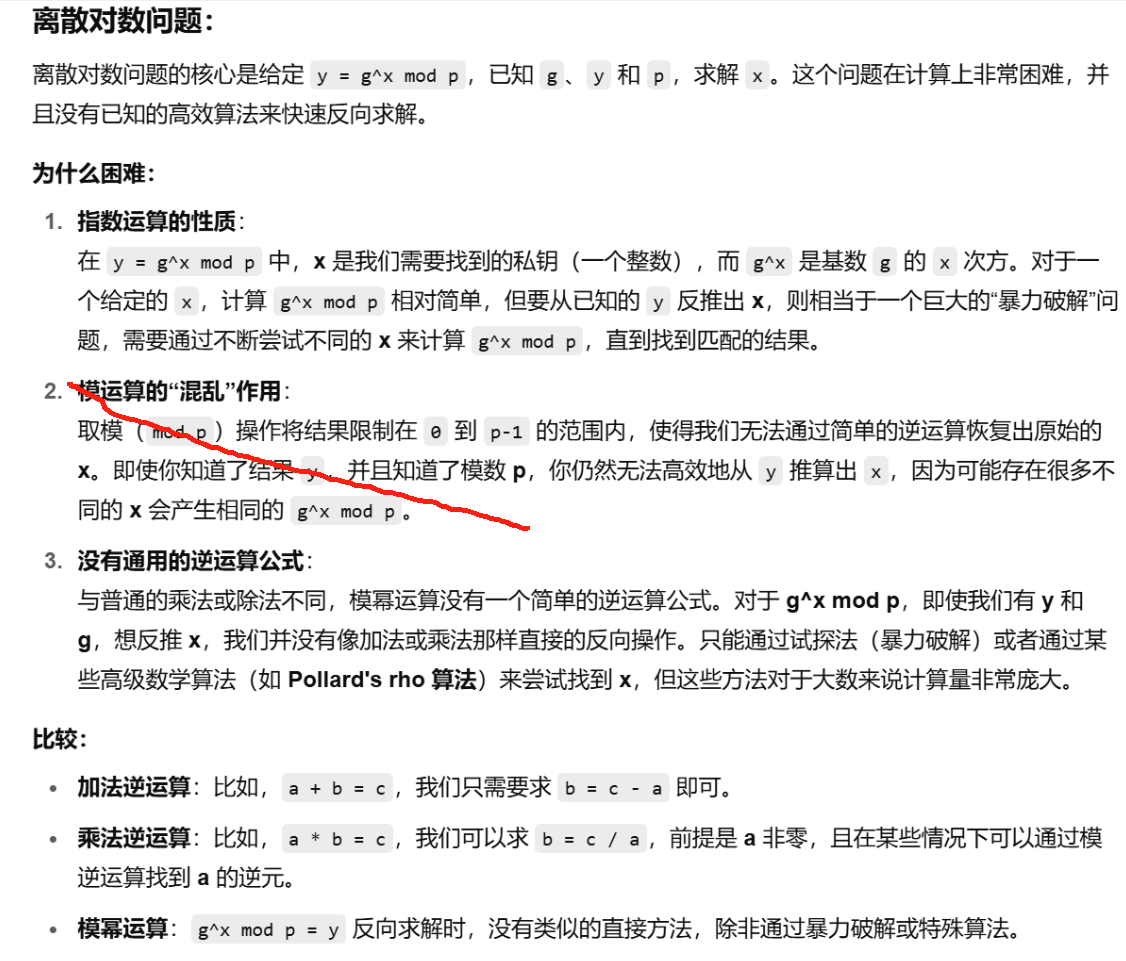 离散对数问题：
离散对数问题的核心是给定 y = g^x mod p，已知 g、y 和 p，求解 x。这个问题在计算上非常困难，并
且没有已知的高效算法来快速反向求解。
为什么困难：
1. 指数运算的性质：
在 y = g^x mod p 中，x 是我们需要找到的私钥（一个整数），而 g^x 是基数 g 的 x 次方。对于一
个给定的 x，计算 g^x mod p 相对简单，但要从已知的 y 反推出 x，则相当于一个巨大的“暴力破解”问
题，需要通过不断尝试不同的 x 来计算 g^x mod p，直到找到匹配的结果。
2. 模运算的“混乱”作用：
取模（mod p）操作将结果限制在 0 到 p-1 的范围内，使得我们无法通过简单的逆运算恢复出原始的
x。即使你知道了结果 y，并且知道了模数 p，你仍然无法高效地从 y 推算出 x，因为可能存在很多不
同的 x 会产生相同的 g^x mod p。
3. 没有通用的逆运算公式：
与普通的乘法或除法不同，模幂运算没有一个简单的逆运算公式。对于 g^x mod p，即使我们有 y 和
g，想反推 x，我们并没有像加法或乘法那样直接的反向操作。只能通过试探法（暴力破解）或者通过某
些高级数学算法（如 Pollard's rho 算法）来尝试找到 x，但这些方法对于大数来说计算量非常庞大。
比较：
• 加法逆运算：比如，a + b = c，我们只需要求 b = c - a 即可。
• 乘法逆运算：比如，a * b = c，我们可以求 b = c / a，前提是 a 非零，且在某些情况下可以通过模
逆运算找到 a 的逆元。
• 模幂运算：g^x mod p = y 反向求解时，没有类似的直接方法，除非通过暴力破解或特殊算法。